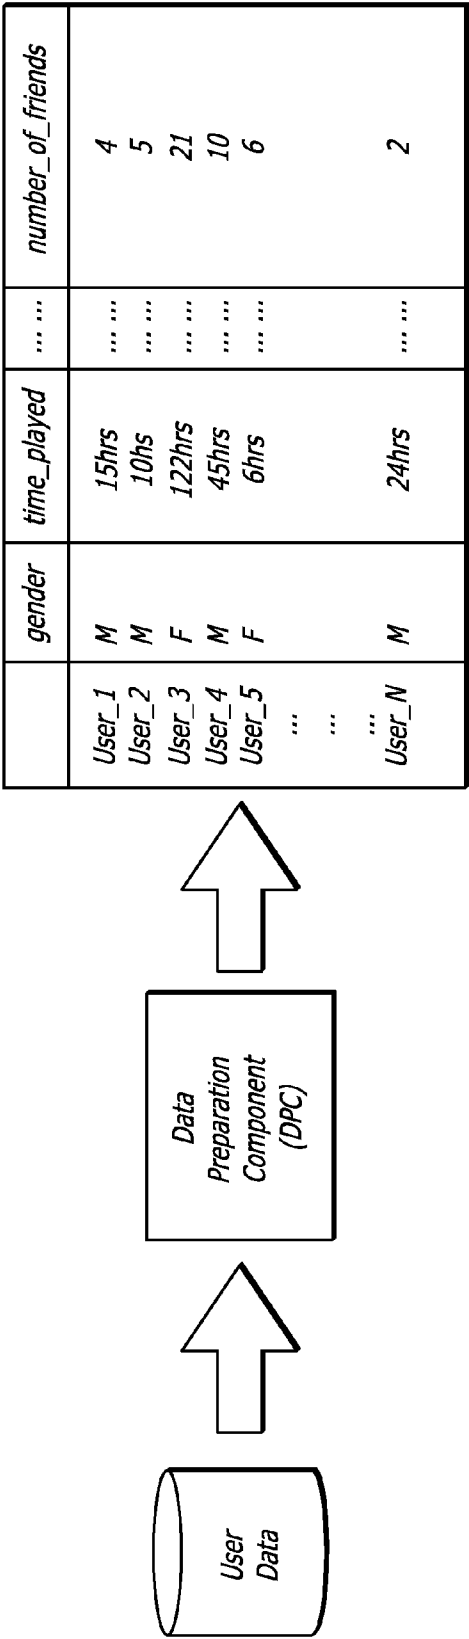 User
Data
Data
Preparation
Component
(DPC)
gender time_played ... ... number_of_friends
User_1 M 15hrs ... ... 4
User_2 M 10hs ... ... 5
User_3 F 122hrs ... ... 21
User_4 M 45hrs ... ... 10
User_5 F 6hrs ... ... 6
...
...
...
User_N M 24hrs ... ... 2